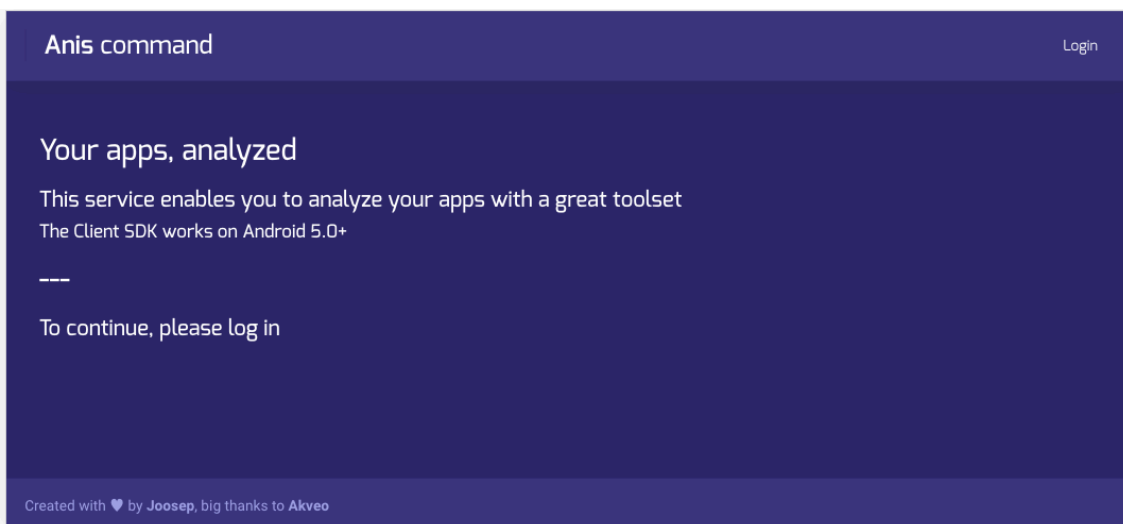 Anis command
Login
Your apps, analyzed
This service enables you to analyze your apps with a great toolset
The Client SDK works on Android 5.0+
---
To continue, please log in
Created with ♥ by Joosep, big thanks to Akveo